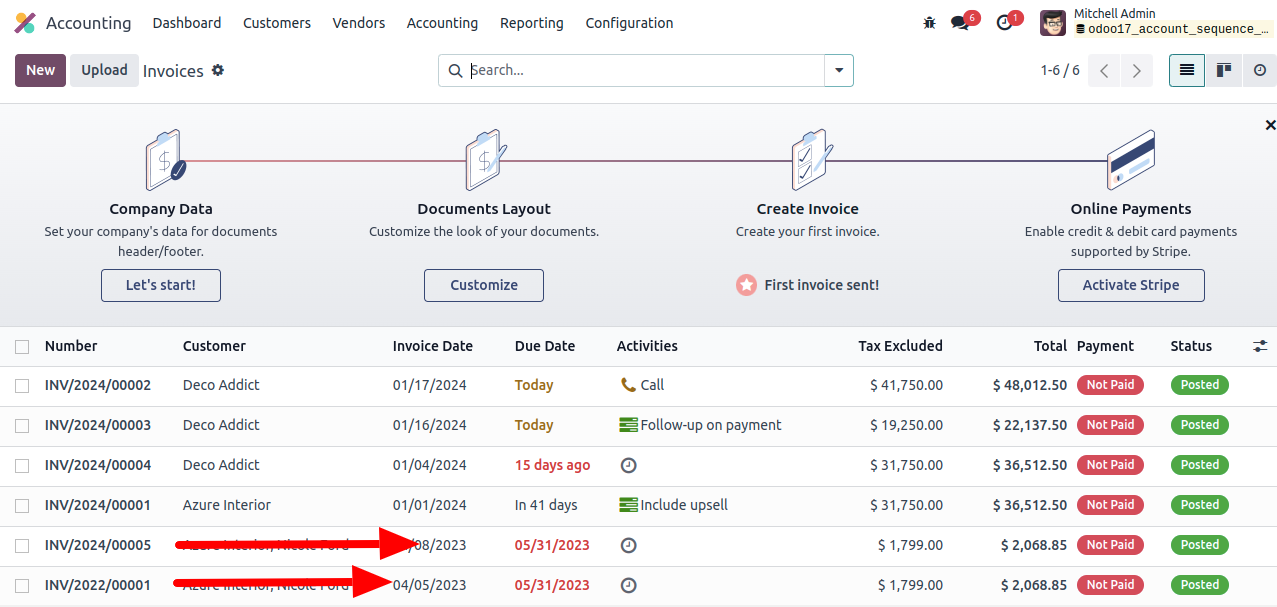 Accounting Dashboard Customers Vendors Accounting Reporting Configuration 6 1 Mitchell Admin
odoo17_account_sequence_...
New Upload Invoices Search... 1-6 / 6
Company Data Documents Layout Create Invoice Online Payments
Set your company's data for documents Customize the look of your documents. Create your first invoice. Enable credit & debit card payments
header/footer. supported by Stripe.
Let's start! Customize First invoice sent! Activate Stripe
Number Customer Invoice Date Due Date Activities Tax Excluded Total Payment Status
INV/2024/00002 Deco Addict 01/17/2024 Today Call $ 41,750.00 $ 48,012.50 Not Paid Posted
INV/2024/00003 Deco Addict 01/16/2024 Today Follow-up on payment $ 19,250.00 $ 22,137.50 Not Paid Posted
INV/2024/00004 Deco Addict 01/04/2024 15 days ago $ 31,750.00 $ 36,512.50 Not Paid Posted
INV/2024/00001 Azure Interior 01/01/2024 In 41 days Include upsell $ 31,750.00 $ 36,512.50 Not Paid Posted
INV/2024/00005 Azure Interior, Nicole Ford /08/2023 05/31/2023 $ 1,799.00 $ 2,068.85 Not Paid Posted
INV/2022/00001 Azure Interior, Nicole Ford 04/05/2023 05/31/2023 $ 1,799.00 $ 2,068.85 Not Paid Posted